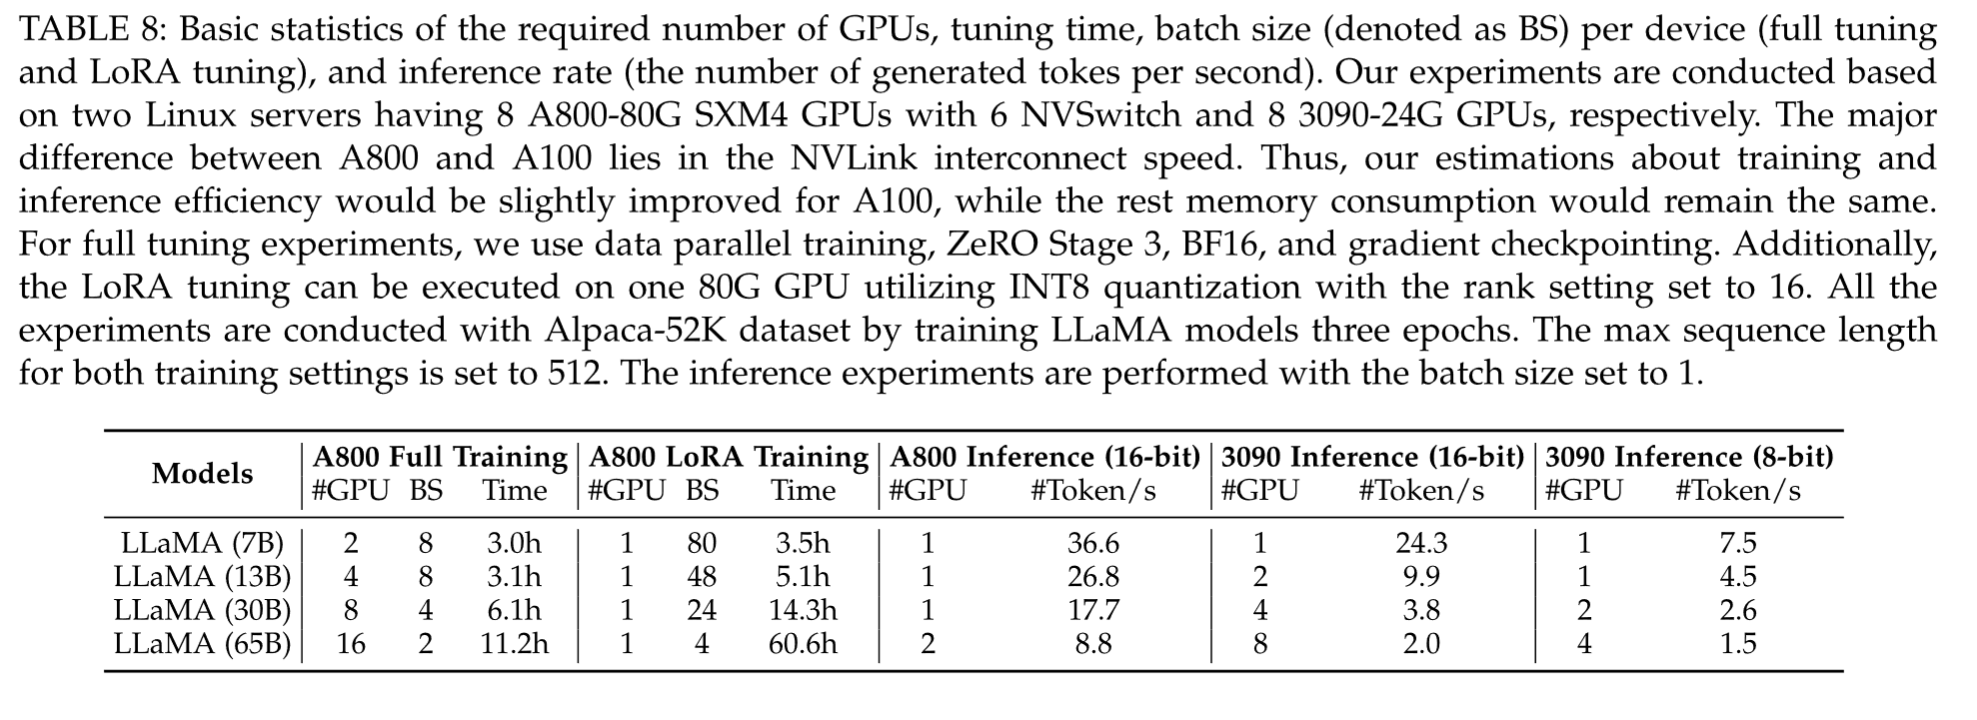 TABLE 8: Basic statistics of the required number of GPUs, tuning time, batch size (denoted as BS) per device (full tuning
and LoRA tuning), and inference rate (the number of generated tokes per second). Our experiments are conducted based
on two Linux servers having 8 A800-80G SXM4 GPUs with 6 NVSwitch and 8 3090-24G GPUs, respectively. The major
difference between A800 and A100 lies in the NVLink interconnect speed. Thus, our estimations about training and
inference efficiency would be slightly improved for A100, while the rest memory consumption would remain the same.
For full tuning experiments, we use data parallel training, ZeRO Stage 3, BF16, and gradient checkpointing. Additionally,
the LoRA tuning can be executed on one 80G GPU utilizing INT8 quantization with the rank setting set to 16. All the
experiments are conducted with Alpaca-52K dataset by training LLaMA models three epochs. The max sequence length
for both training settings is set to 512. The inference experiments are performed with the batch size set to 1.
Models A800 Full Training A800 LoRA Training A800 Inference (16-bit) 3090 Inference (16-bit) 3090 Inference (8-bit)
#GPU BS Time #GPU BS Time #GPU #Token/s #GPU #Token/s #GPU #Token/s
LLaMA (7B) 2 8 3.0h 1 80 3.5h 1 36.6 1 24.3 1 7.5
LLaMA (13B) 4 8 3.1h 1 48 5.1h 1 26.8 2 9.9 1 4.5
LLaMA (30B) 8 4 6.1h 1 24 14.3h 1 17.7 4 3.8 2 2.6
LLaMA (65B) 16 2 11.2h 1 4 60.6h 2 8.8 8 2.0 4 1.5